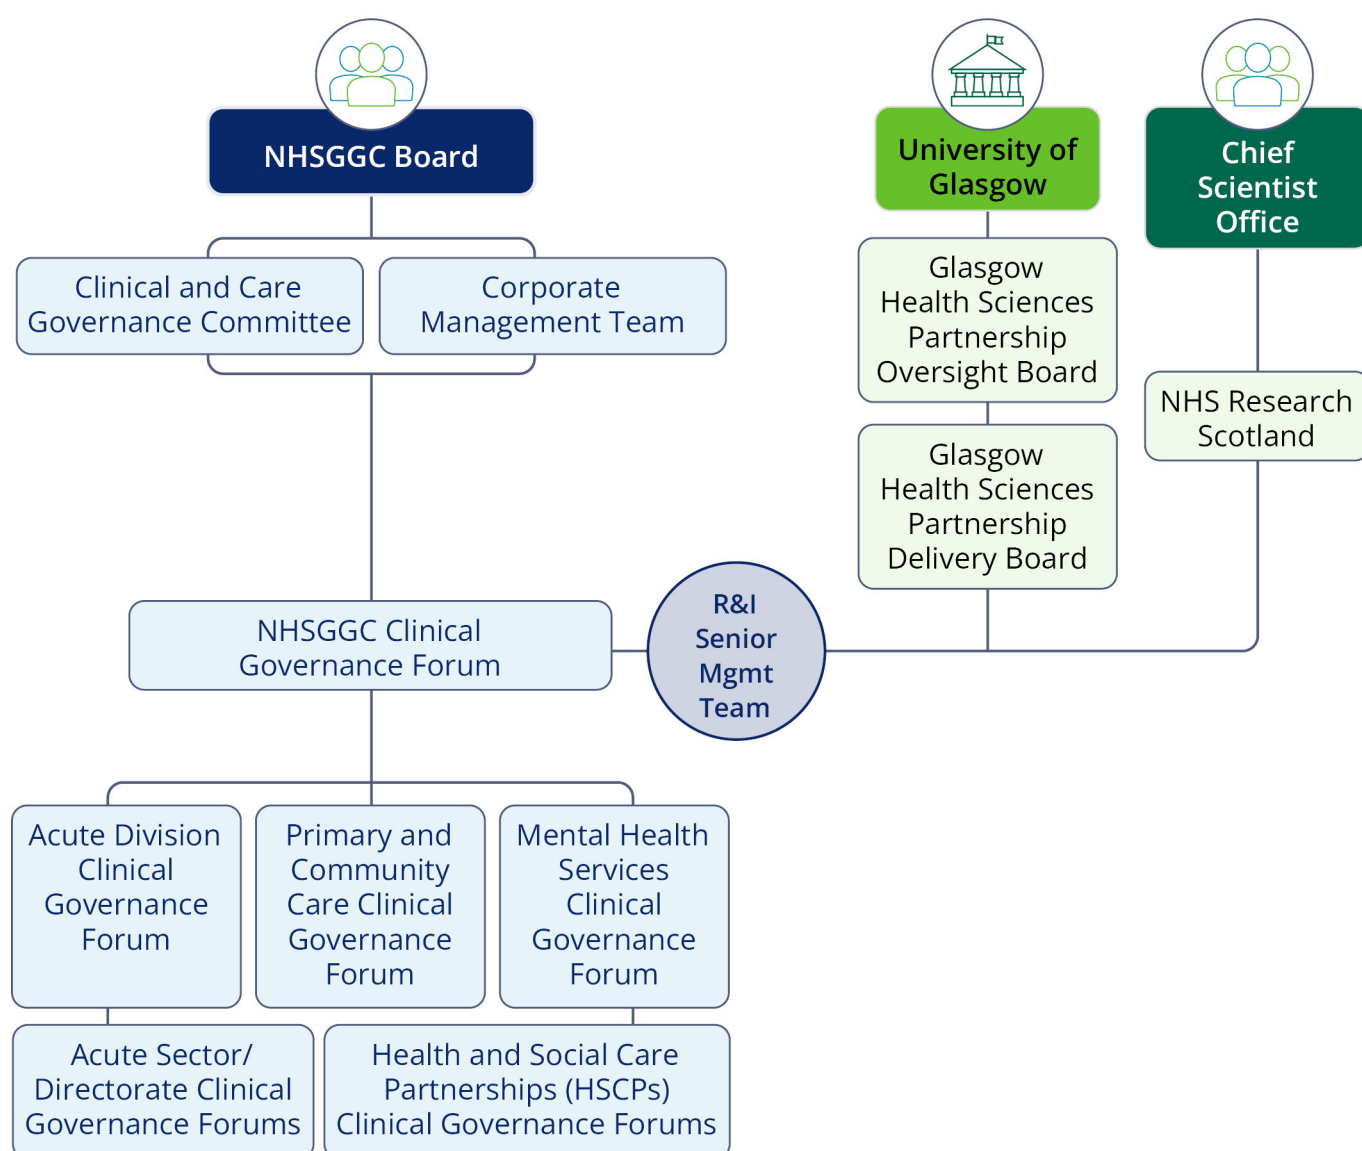 NHSGGC Board
University of
Glasgow
Chief
Scientist
Office
Clinical and Care
Governance Committee
Corporate
Management Team
Glasgow
Health Sciences
Partnership
Oversight Board
NHS Research
Scotland
Glasgow
Health Sciences
Partnership
Delivery Board
NHSGGC Clinical
Governance Forum
R&I
Senior
Mgmt
Team
Acute Division
Clinical
Governance
Forum
Primary and
Community
Care Clinical
Governance
Forum
Mental Health
Services
Clinical
Governance
Forum
Acute Sector/
Directorate Clinical
Governance Forums
Health and Social Care
Partnerships (HSCPs)
Clinical Governance Forums